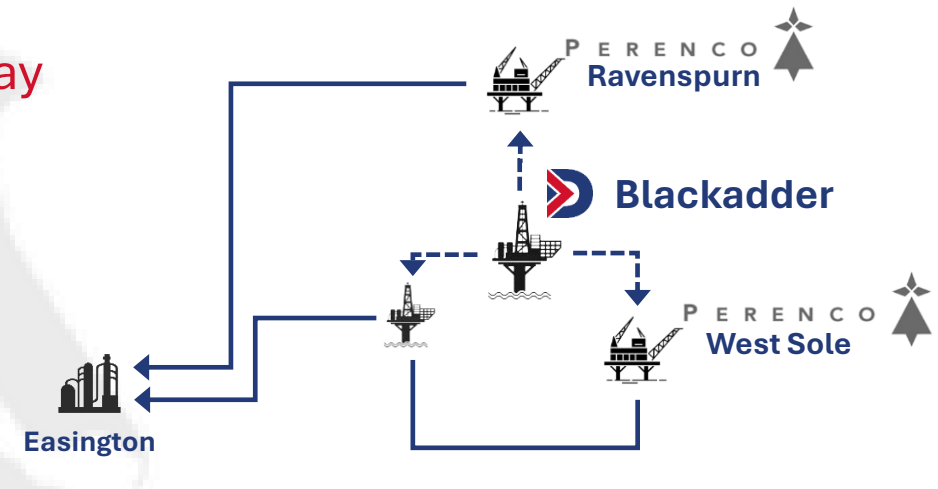 ay
PERENCO
Ravenspurn
Blackadder
PERENCO
West Sole
Easington